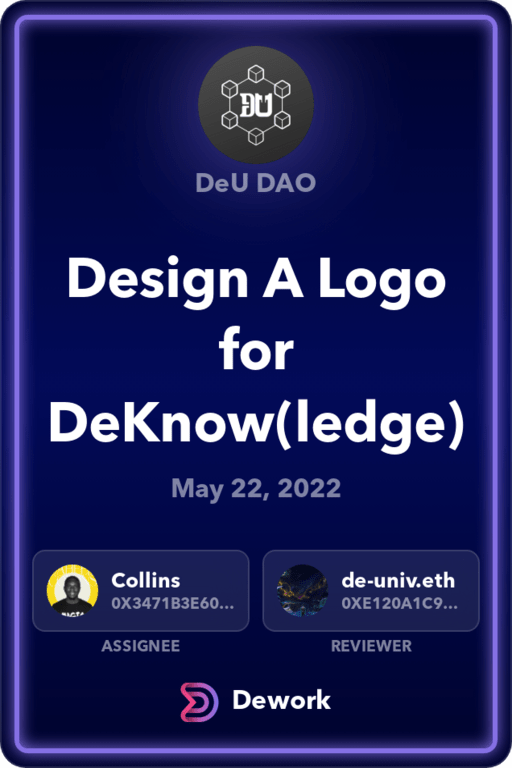 DU
DeU DAO
Design A Logo
for
DeKnow(ledge)
May 22, 2022
Collins
0X3471B3E60...
de-univ.eth
0XE120A1C9...
ASSIGNEE
REVIEWER
Dework